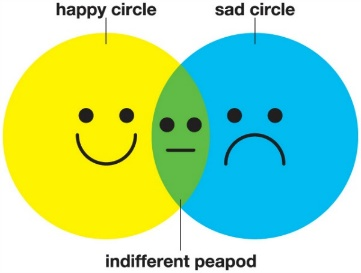 happy circle
sad circle
indifferent peapod